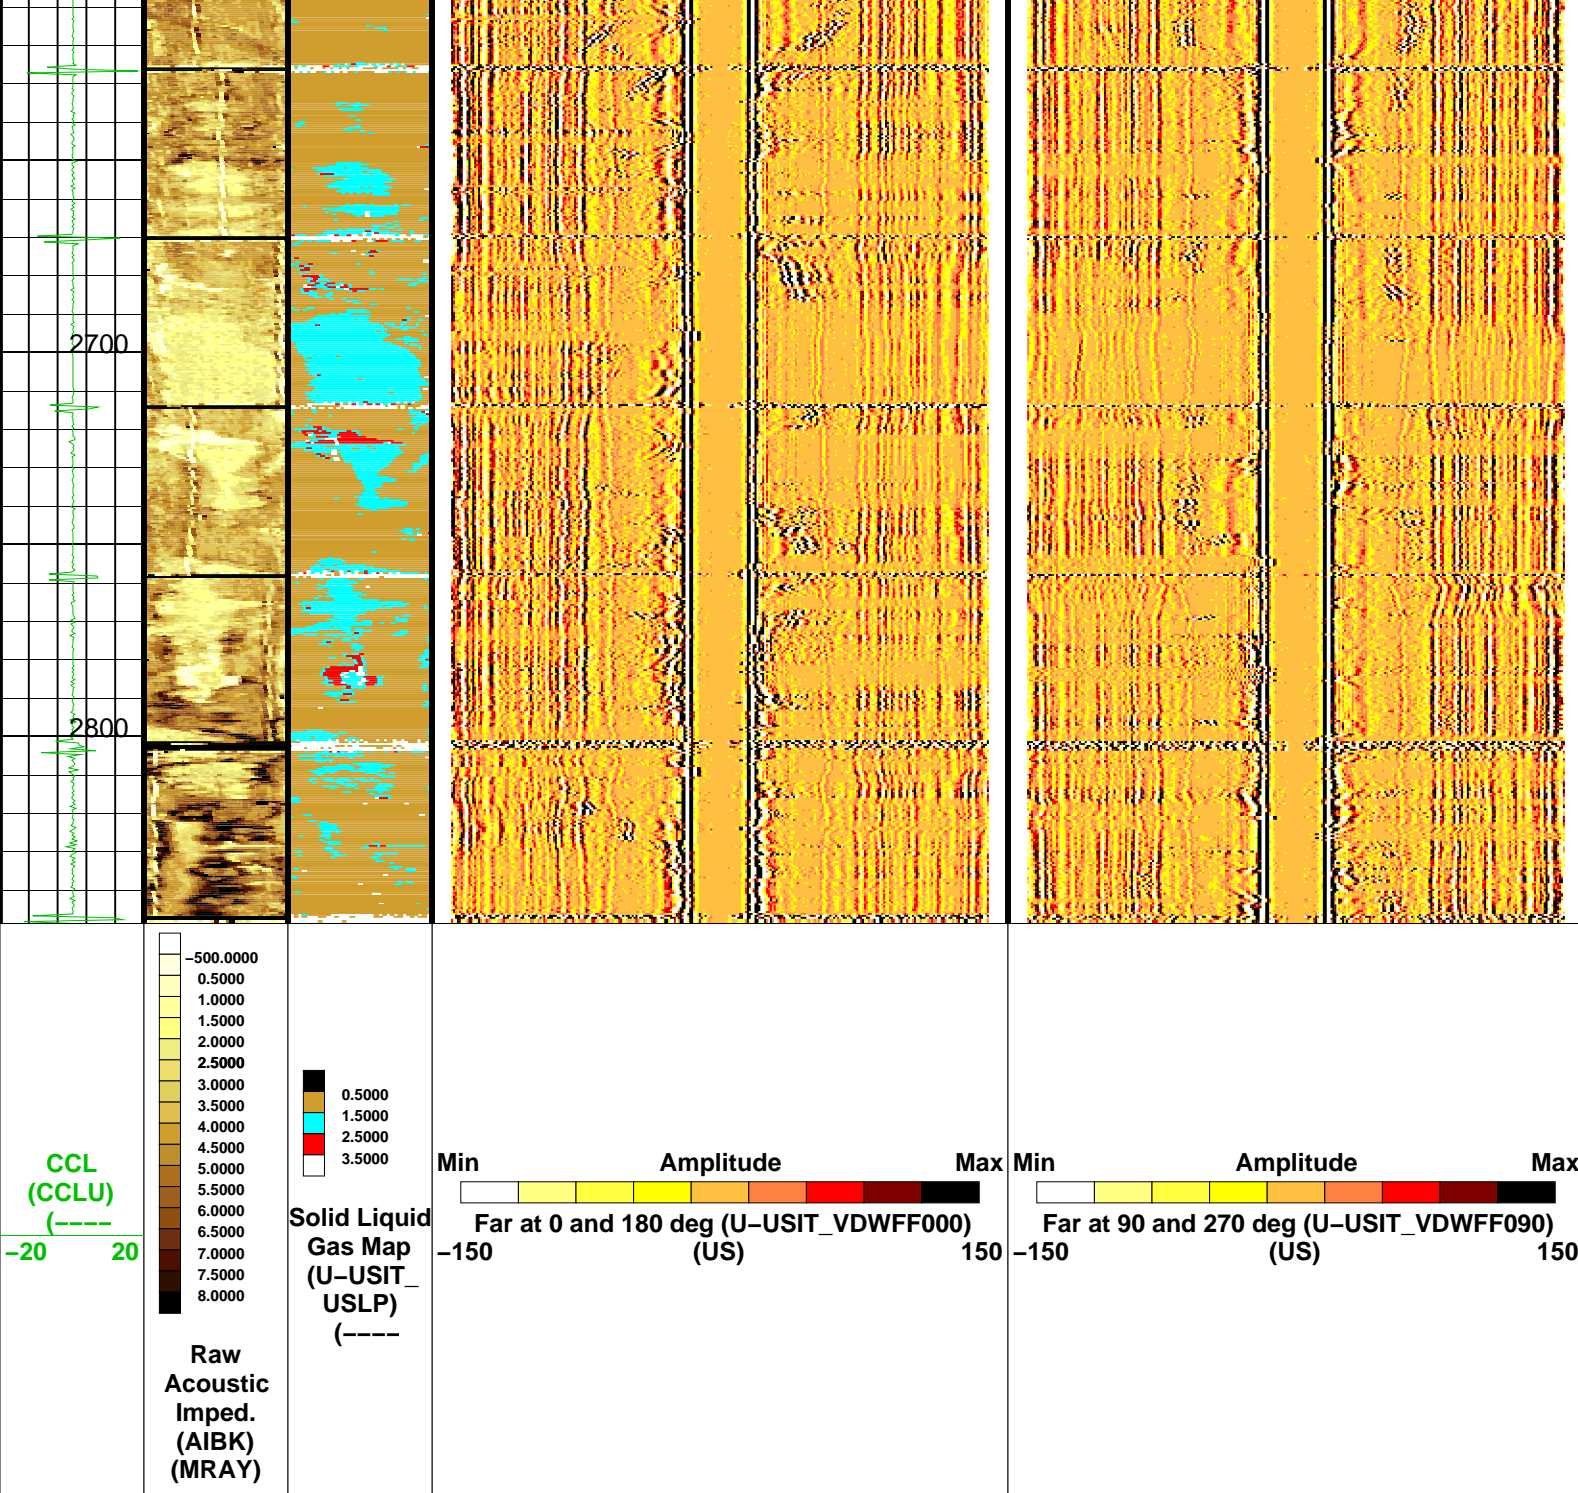 2700
2800
CCL
(CCLU)
(----
-20 20
-500.0000
0.5000
1.0000
1.5000
2.0000
2.5000
3.0000
3.5000
4.0000
4.5000
5.0000
5.5000
6.0000
6.5000
7.0000
7.5000
8.0000
Raw
Acoustic
Imped.
(AIBK)
(MRAY)
0.5000
1.5000
2.5000
3.5000
Solid Liquid
Gas Map
(U-USIT_
USLP)
(----
Min Amplitude Max
Far at 0 and 180 deg (U-USIT_VDWFF000)
-150 (US) 150
Min Amplitude Max
Far at 90 and 270 deg (U-USIT_VDWFF090)
-150 (US) 150